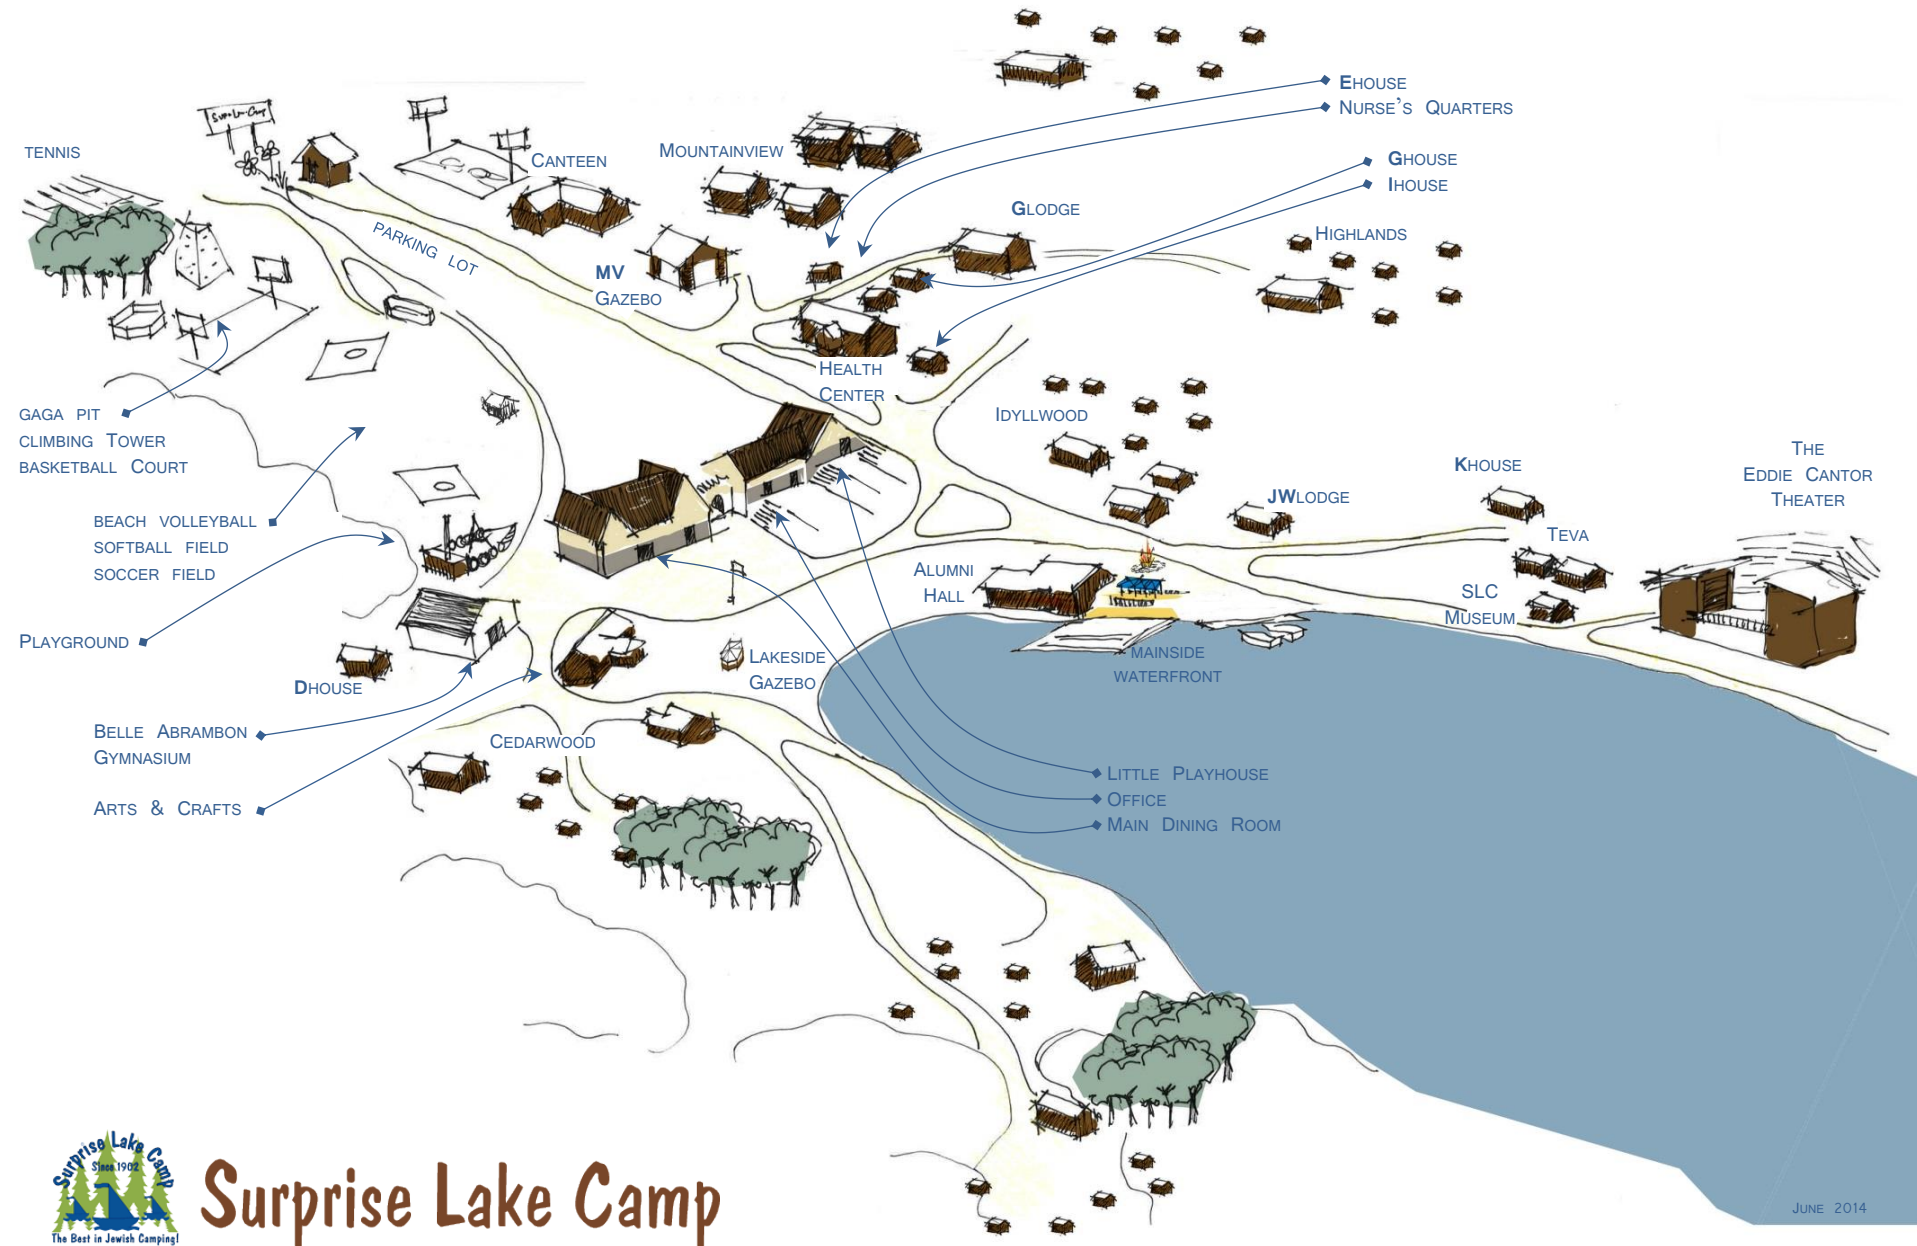 EHOUSE
NURSE'S QUARTERS
TENNIS
CANTEEN
MOUNTAINVIEW
GHOUSE
IHOUSE
GLODGE
PARKING LOT
HIGHLANDS
MV
GAZEBO
HEALTH
CENTER
GAGA PIT
CLIMBING TOWER
BASKETBALL COURT
IDYLLWOOD
KHOUSE
THE
EDDIE CANTOR
THEATER
JWLODGE
BEACH VOLLEYBALL
SOFTBALL FIELD
SOCCER FIELD
TEVA
ALUMNI
HALL
SLC
MUSEUM
PLAYGROUND
LAKESIDE
GAZEBO
MAINSIDE
WATERFRONT
DHOUSE
BELLE ABRAMBON
GYMNASIUM
CEDARWOOD
LITTLE PLAYHOUSE
OFFICE
MAIN DINING ROOM
ARTS & CRAFTS
Surprise Lake Camp
Since 1902
The Best in Jewish Camping!
Surprise Lake Camp
JUNE 2014